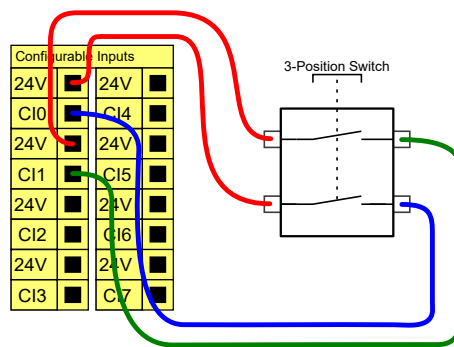 Configurable Inputs
24V 24V
CI0 CI4
24V 24V
CI1 CI5
24V 24V
CI2 CI6
24V 24V
CI3 CI7
3-Position Switch